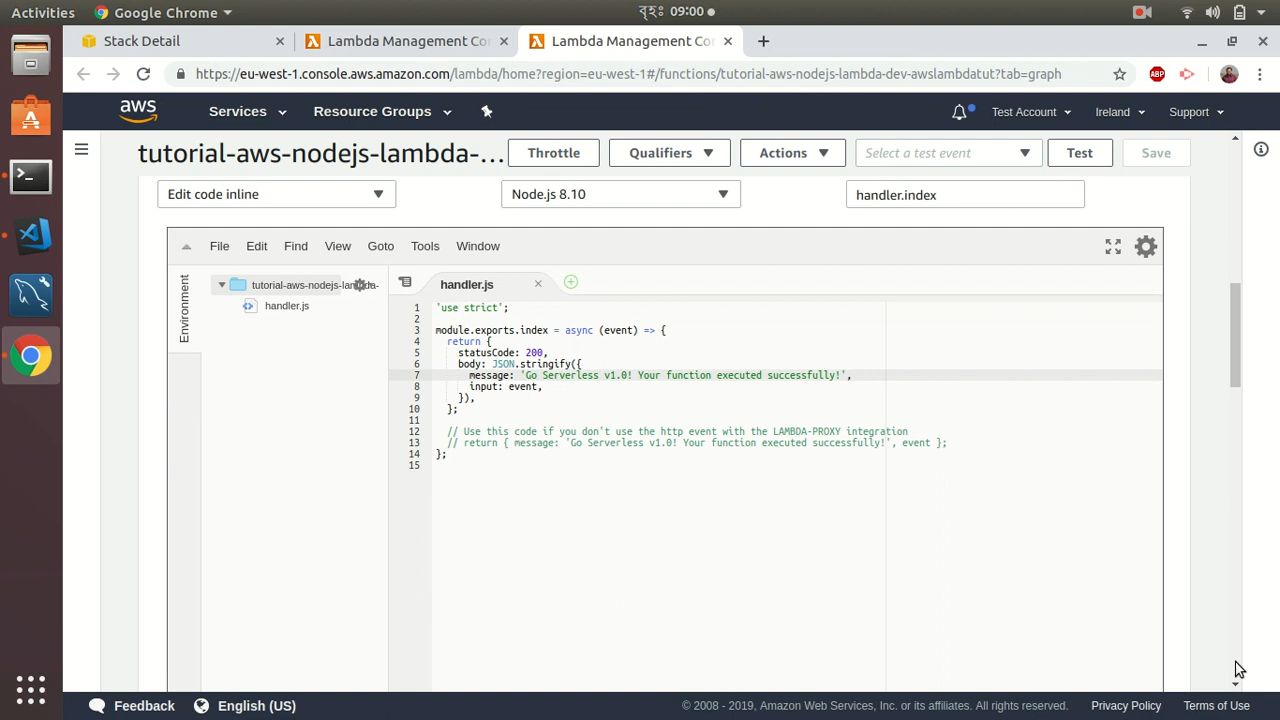 Activities Google Chrome বৃহঃ 09:00
Stack Detail Lambda Management Co Lambda Management Co
https://eu-west-1.console.aws.amazon.com/lambda/home?region=eu-west-1#/functions/tutorial-aws-nodejs-lambda-dev-awslambdatut?tab=graph ABP
aws Services Resource Groups Test Account Ireland Support
tutorial-aws-nodejs-lambda-... Throttle Qualifiers Actions Select a test event Test Save
Edit code inline Node.js 8.10 handler.index
File Edit Find View Goto Tools Window
Environment
tutorial-aws-nodejs-lambda-
handler.js
handler.js
1 'use strict';
2
3 module.exports.index = async (event) => {
4 return {
5 statusCode: 200,
6 body: JSON.stringify({
7 message: 'Go Serverless v1.0! Your function executed successfully!',
8 input: event,
9 }),
10 };
11
12 // Use this code if you don't use the http event with the LAMBDA-PROXY integration
13 // return { message: 'Go Serverless v1.0! Your function executed successfully!', event };
14 };
15
Feedback English (US) © 2008 - 2019, Amazon Web Services, Inc. or its affiliates. All rights reserved. Privacy Policy Terms of Use